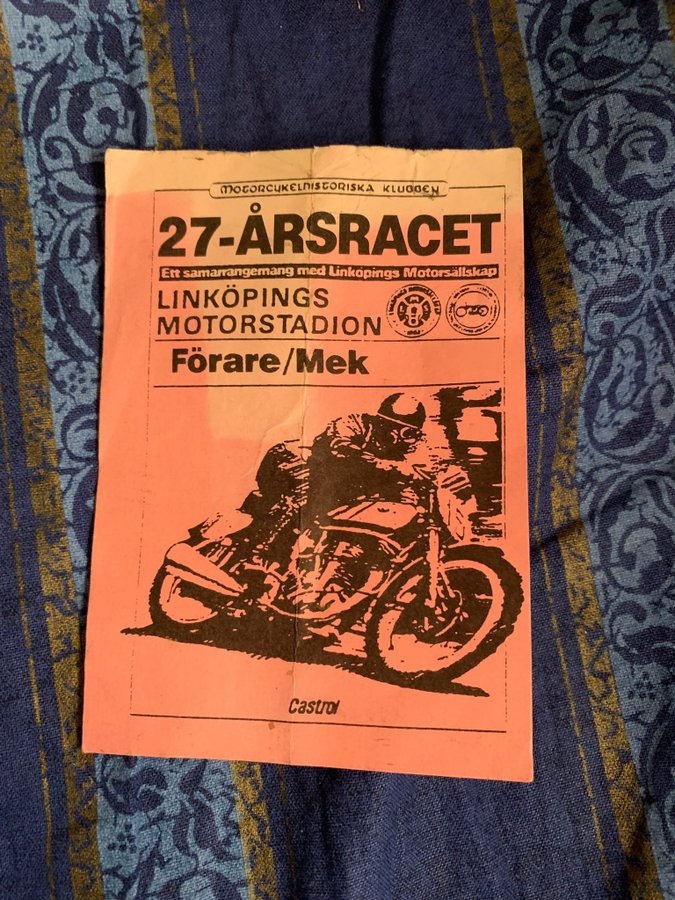 MOTORCYKELHISTORISKA KLUBBEN
27-ÅRSRACET
Ett samarrangemang med Linköpings Motorsällskap
LINKÖPINGS
MOTORSTADION
Förare/Mek
Castrol